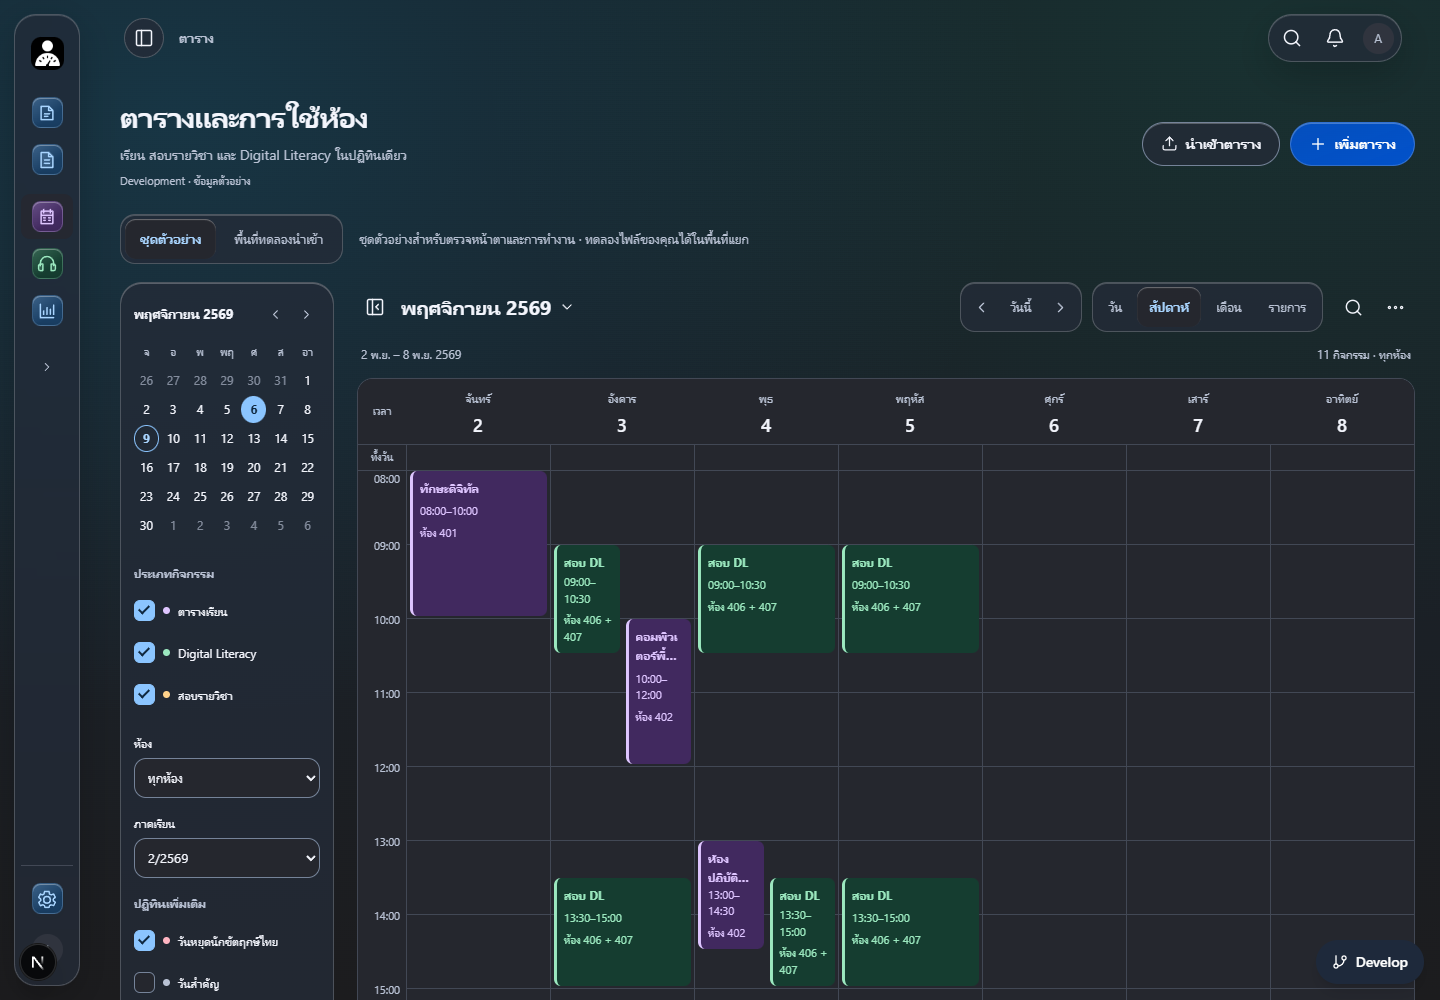 ตาราง
A
ตารางและการใช้ห้อง
เรียน สอบรายวิชา และ Digital Literacy ในปฏิทินเดียว
Development · ข้อมูลตัวอย่าง
นำเข้าตาราง
เพิ่มตาราง
ชุดตัวอย่าง
พื้นที่ทดลองนำเข้า
ชุดตัวอย่างสำหรับตรวจหน้าตาและการทำงาน · ทดลองไฟล์ของคุณได้ในพื้นที่แยก
พฤศจิกายน 2569
จ อ พ พฤ ศ ส อา
26 27 28 29 30 31 1
2 3 4 5 6 7 8
9 10 11 12 13 14 15
16 17 18 19 20 21 22
23 24 25 26 27 28 29
30 1 2 3 4 5 6
ประเภทกิจกรรม
ตารางเรียน
Digital Literacy
สอบรายวิชา
ห้อง
ทุกห้อง
ภาคเรียน
2/2569
ปฏิทินเพิ่มเติม
วันหยุดนักขัตฤกษ์ไทย
วันสำคัญ
N
พฤศจิกายน 2569
วันนี้
วัน สัปดาห์ เดือน รายการ
2 พ.ย. – 8 พ.ย. 2569
11 กิจกรรม · ทุกห้อง
เวลา
จันทร์ อังคาร พุธ พฤหัส ศุกร์ เสาร์ อาทิตย์
2 3 4 5 6 7 8
ทั้งวัน
08:00
09:00
10:00
11:00
12:00
13:00
14:00
15:00
ทักษะดิจิทัล
08:00–10:00
ห้อง 401
สอบ DL
09:00–
10:30
ห้อง 406 +
407
คอมพิวเ
ตอร์พื้...
10:00–
12:00
ห้อง 402
สอบ DL
13:30–15:00
ห้อง 406 + 407
สอบ DL
09:00–10:30
ห้อง 406 + 407
ห้อง
ปฏิบัติ...
13:00–
14:30
ห้อง 402
สอบ DL
13:30–
15:00
ห้อง 406 +
407
สอบ DL
09:00–10:30
ห้อง 406 + 407
สอบ DL
13:30–15:00
ห้อง 406 + 407
Develop